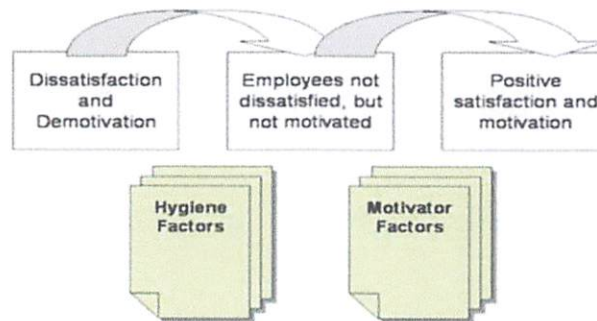 Dissatisfaction
and
Demotivation
Employees not
dissatisfied, but
not motivated
Positive
satisfaction and
motivation
Hygiene
Factors
Motivator
Factors